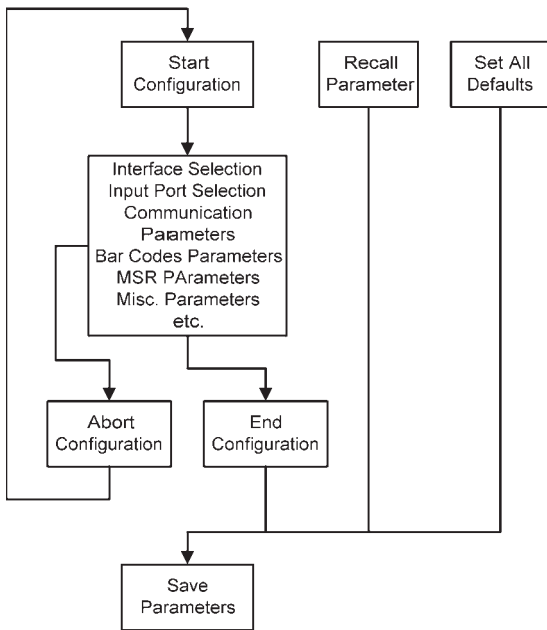 Start
Configuration
Recall
Parameter
Set All
Defaults
Interface Selection
Input Port Selection
Communication
Parameters
Bar Codes Parameters
MSR PArameters
Misc. Parameters
etc.
Abort
Configuration
End
Configuration
Save
Parameters